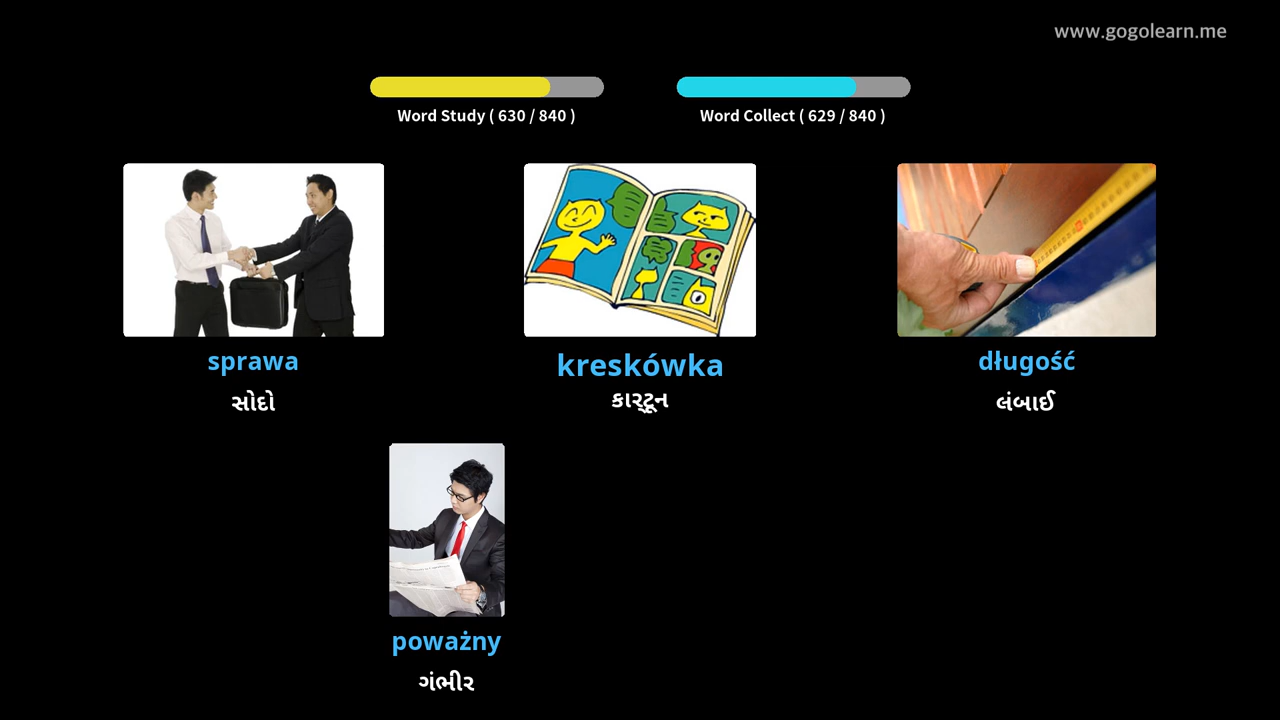 www.gogolearn.me
Word Study ( 630 / 840 )
Word Collect ( 629 / 840 )
sprawa
kreskówka
długość
સોદો
કાર્ટૂન
લંબાઈ
poważny
ગંભીર